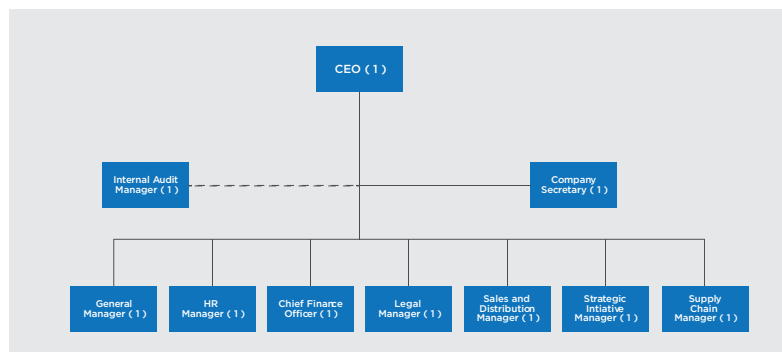 CEO ( 1 )
Internal Audit
Manager ( 1 )
Company
Secretary ( 1 )
General
Manager ( 1 )
HR
Manager ( 1 )
Chief Finance
Officer ( 1 )
Legal
Manager ( 1 )
Sales and
Distribution
Manager ( 1 )
Strategic
Intiative
Manager ( 1 )
Supply
Chain
Manager ( 1 )